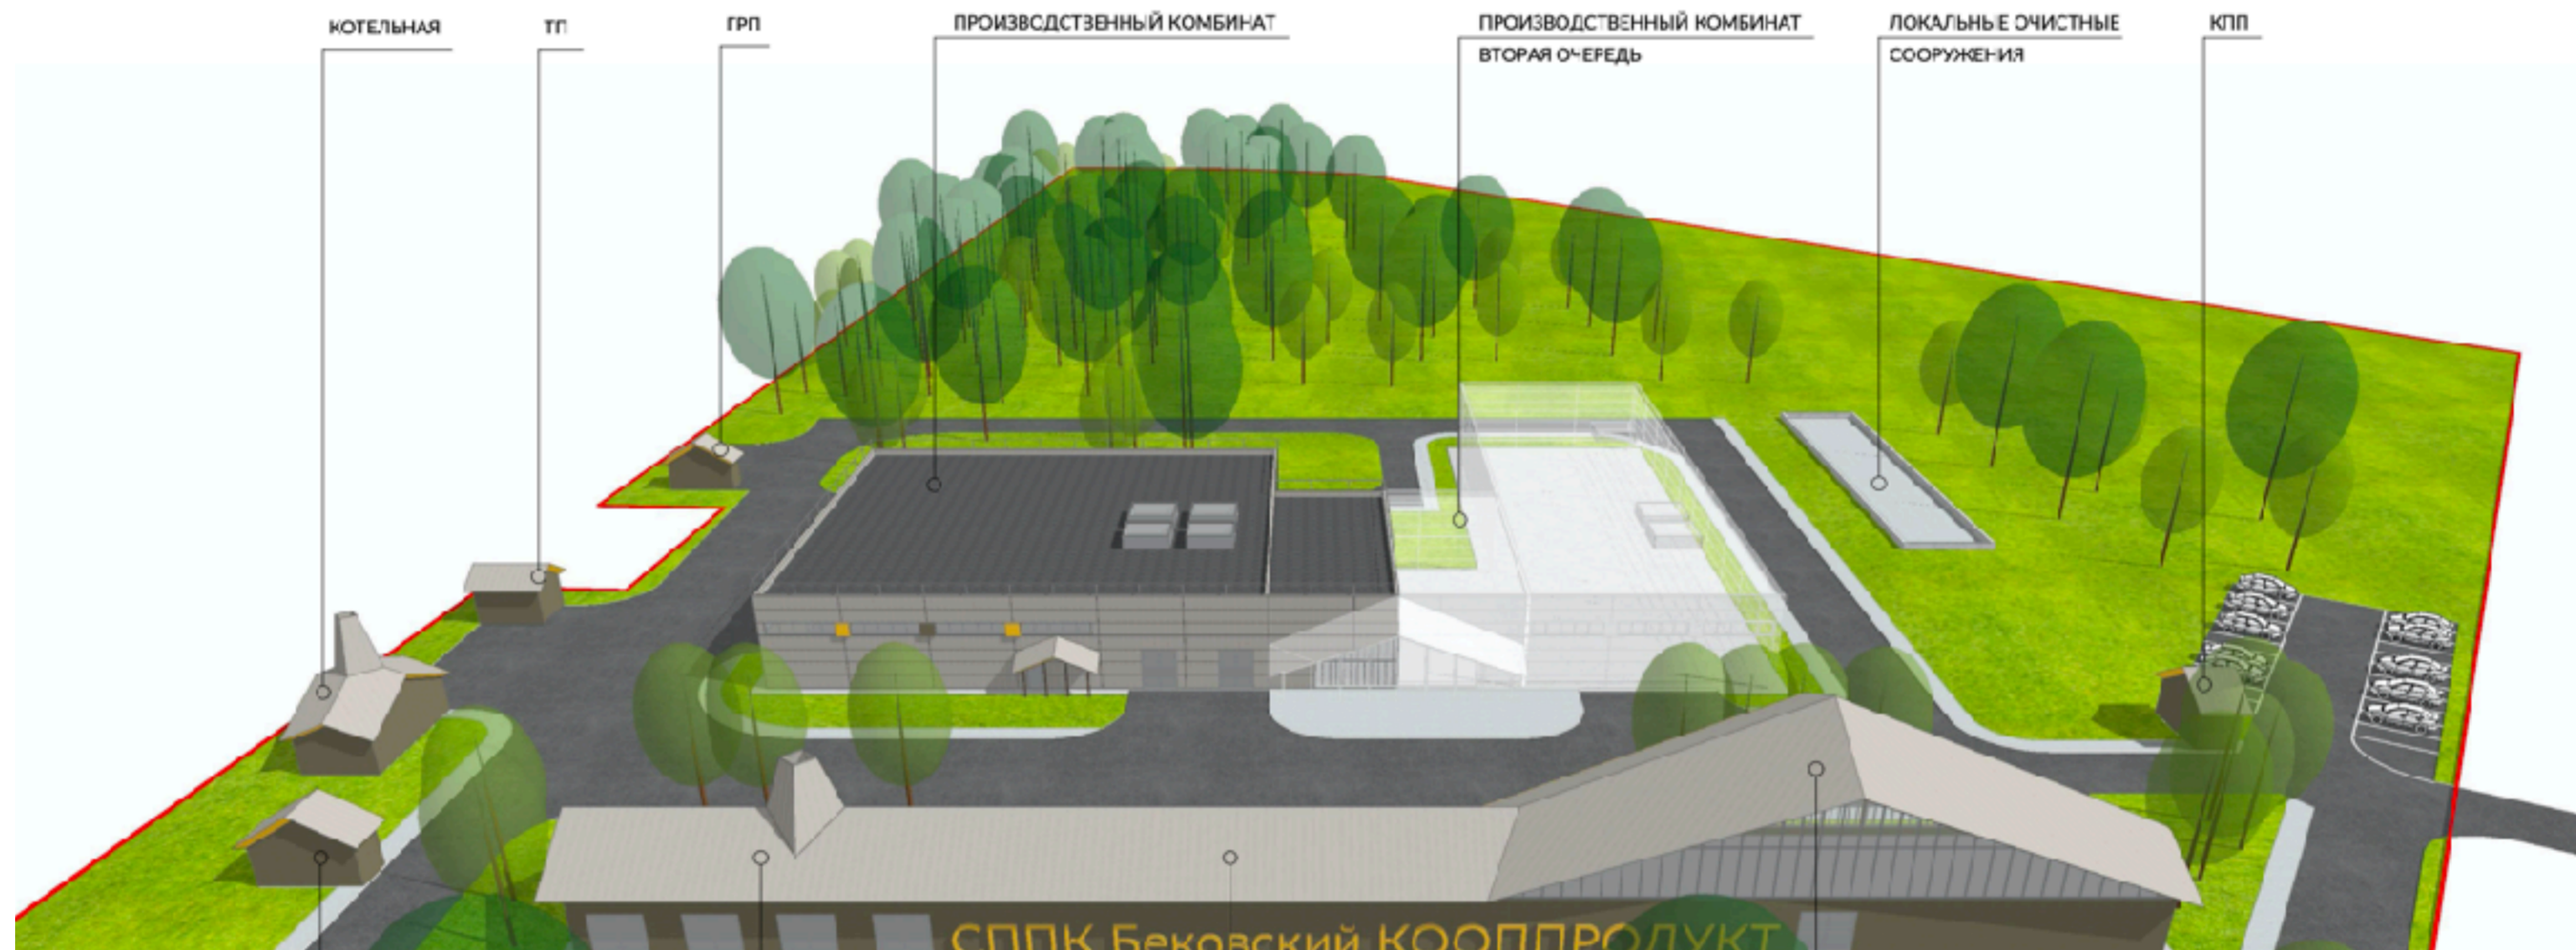 КОТЕЛЬНАЯ
ТП
ГРП
ПРОИЗВОДСТВЕННЫЙ КОМБИНАТ
ПРОИЗВОДСТВЕННЫЙ КОМБИНАТ
ВТОРАЯ ОЧЕРЕДЬ
ЛОКАЛЬНЫЕ ОЧИСТНЫЕ
СООРУЖЕНИЯ
КПП
СППК Бековский КООППРОДУКТ